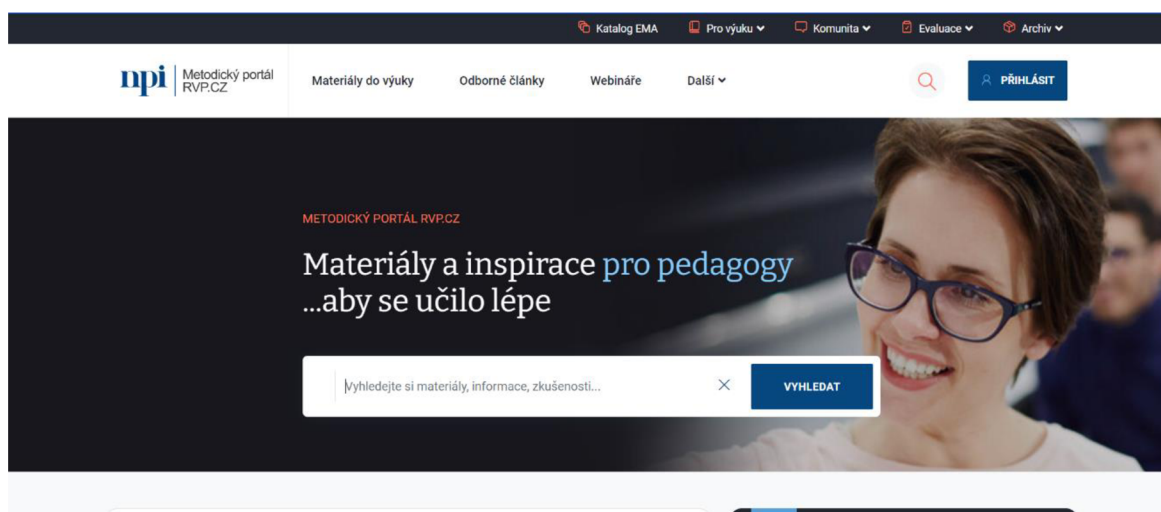 Katalog EMA Pro výuku Komunita Evaluace Archiv
npi Metodický portál
RVP.CZ
Materiály do výuky Odborné články Webináře Další PŘIHLÁSIT
METODICKÝ PORTÁL RVP.CZ
Materiály a inspirace pro pedagogy
...aby se učilo lépe
Vyhledejte si materiály, informace, zkušenosti... VYHLEDAT